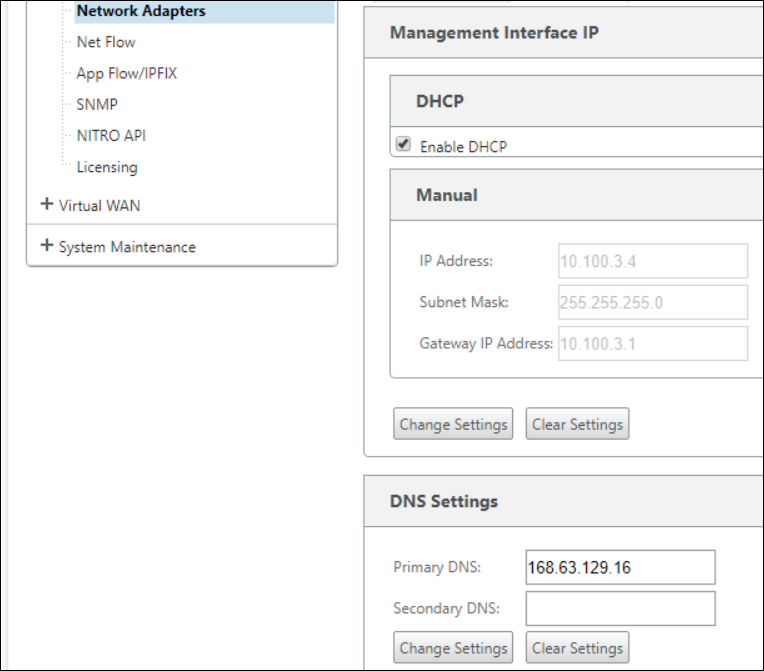 Network Adapters
Net Flow
App Flow/IPFIX
SNMP
NITRO API
Licensing
+ Virtual WAN
+ System Maintenance
Management Interface IP
DHCP
Enable DHCP
Manual
IP Address: 10.100.3.4
Subnet Mask: 255.255.255.0
Gateway IP Address: 10.100.3.1
Change Settings Clear Settings
DNS Settings
Primary DNS: 168.63.129.16
Secondary DNS:
Change Settings Clear Settings